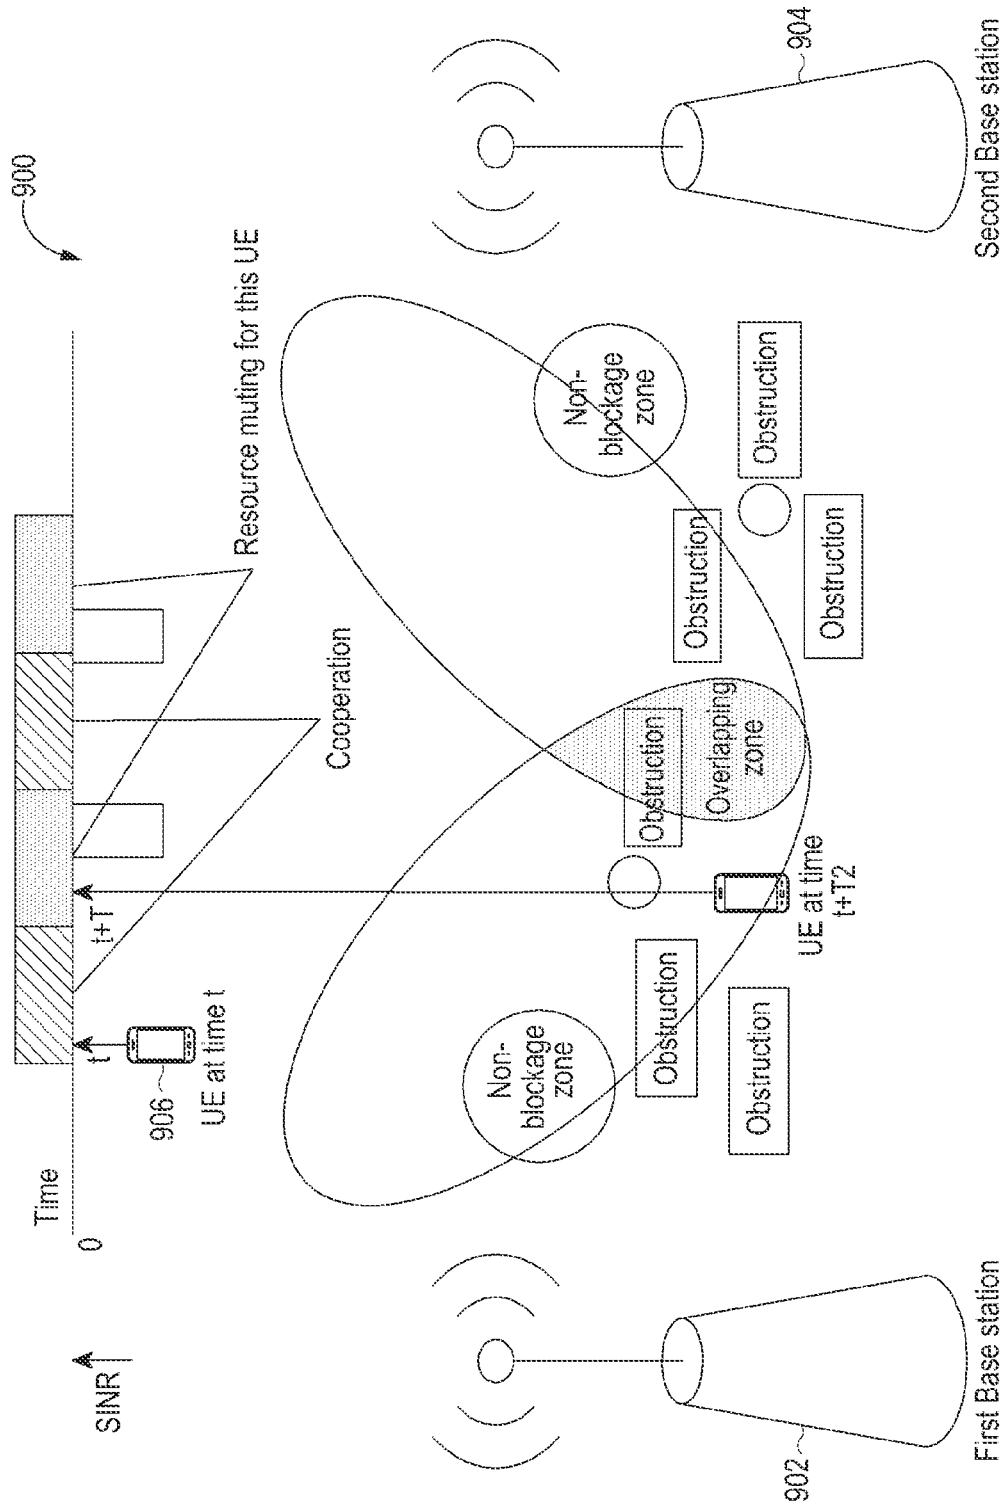 900
SINR
Time
0
t
t+T
906
UE at time t
Resource muting for this UE
Cooperation
Non-
blockage
zone
Non-
blockage
zone
Obstruction
Obstruction
Obstruction
Overlapping
zone
Obstruction
Obstruction
Obstruction
UE at time
t+T2
902
First Base station
904
Second Base station